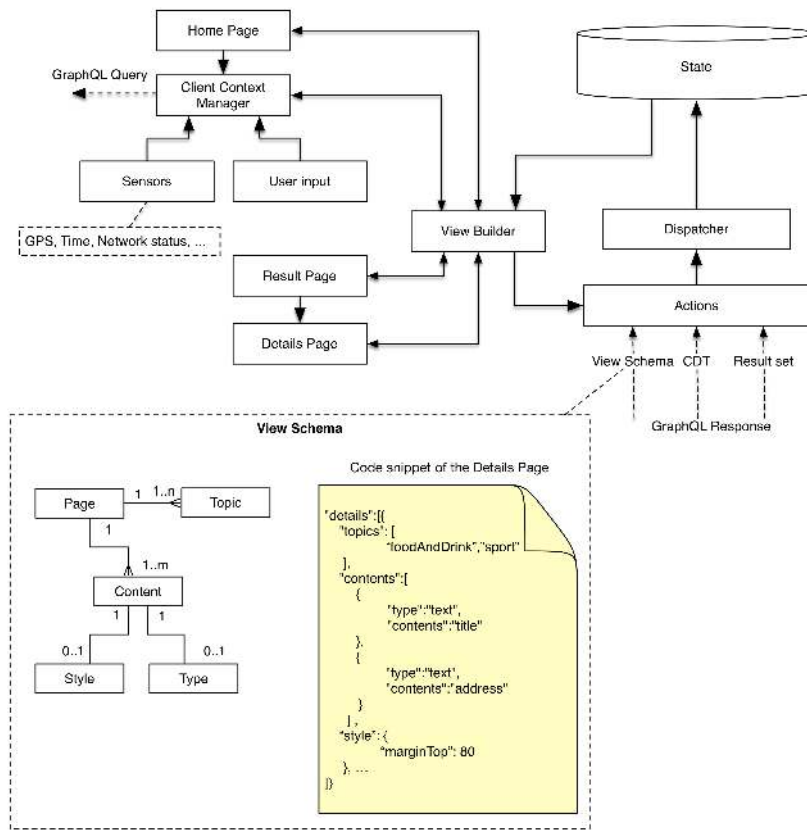 Home Page
State
GraphQL Query
Client Context
Manager
Sensors
User input
GPS, Time, Network status, ...
View Builder
Dispatcher
Result Page
Actions
Details Page
View Schema
CDT
Result set
GraphQL Response
View Schema
Code snippet of the Details Page
Page
1
1..n
Topic
1
1..m
Content
1
1
0..1
0..1
Style
Type
"details":[{
"topics": [
"foodAndDrink","sport"
],
"contents":[
{
"type":"text",
"contents":"title"
},
{
"type":"text",
"contents":"address"
}
] ,
"style": {
"marginTop": 80
}, ...
]}